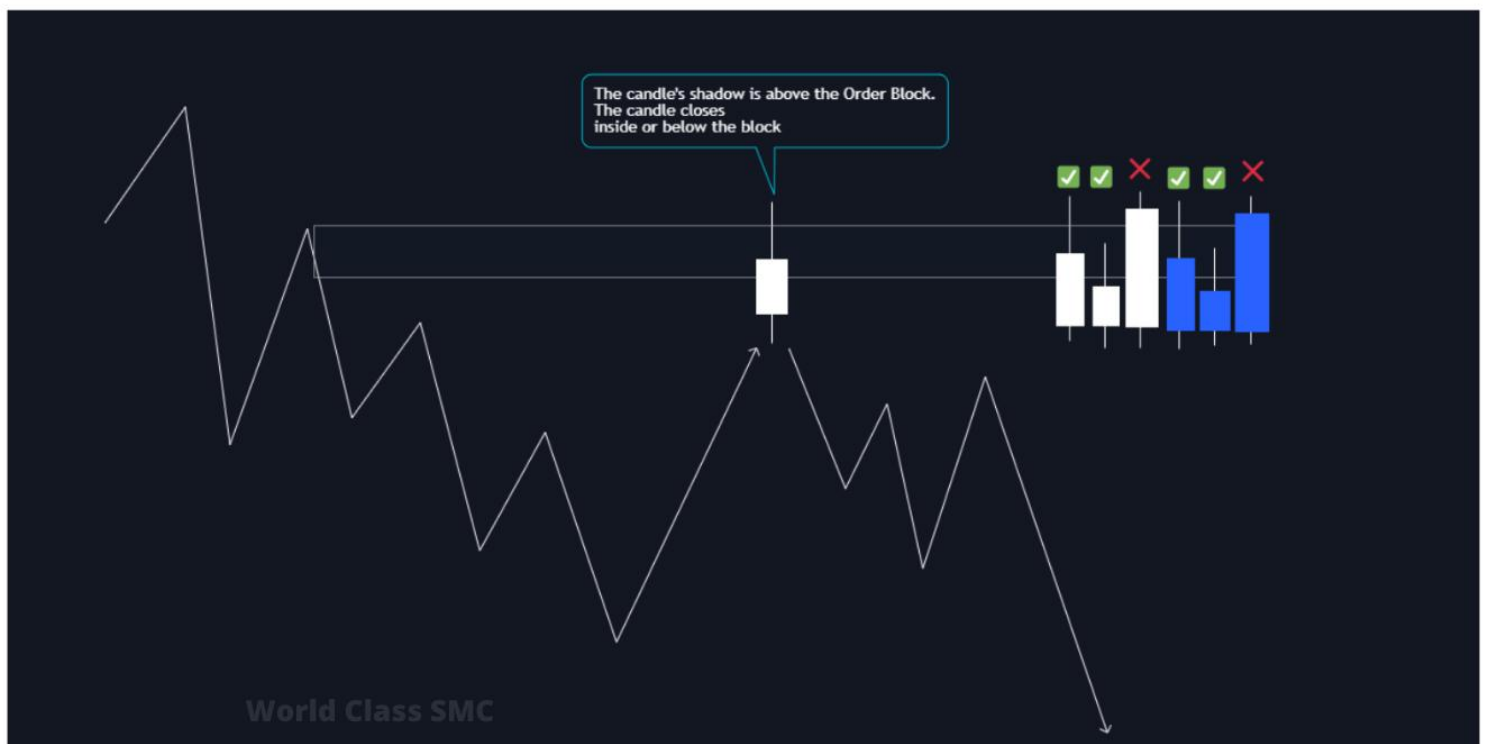 The candle's shadow is above the Order Block.
The candle closes
inside or below the block
World Class SMC